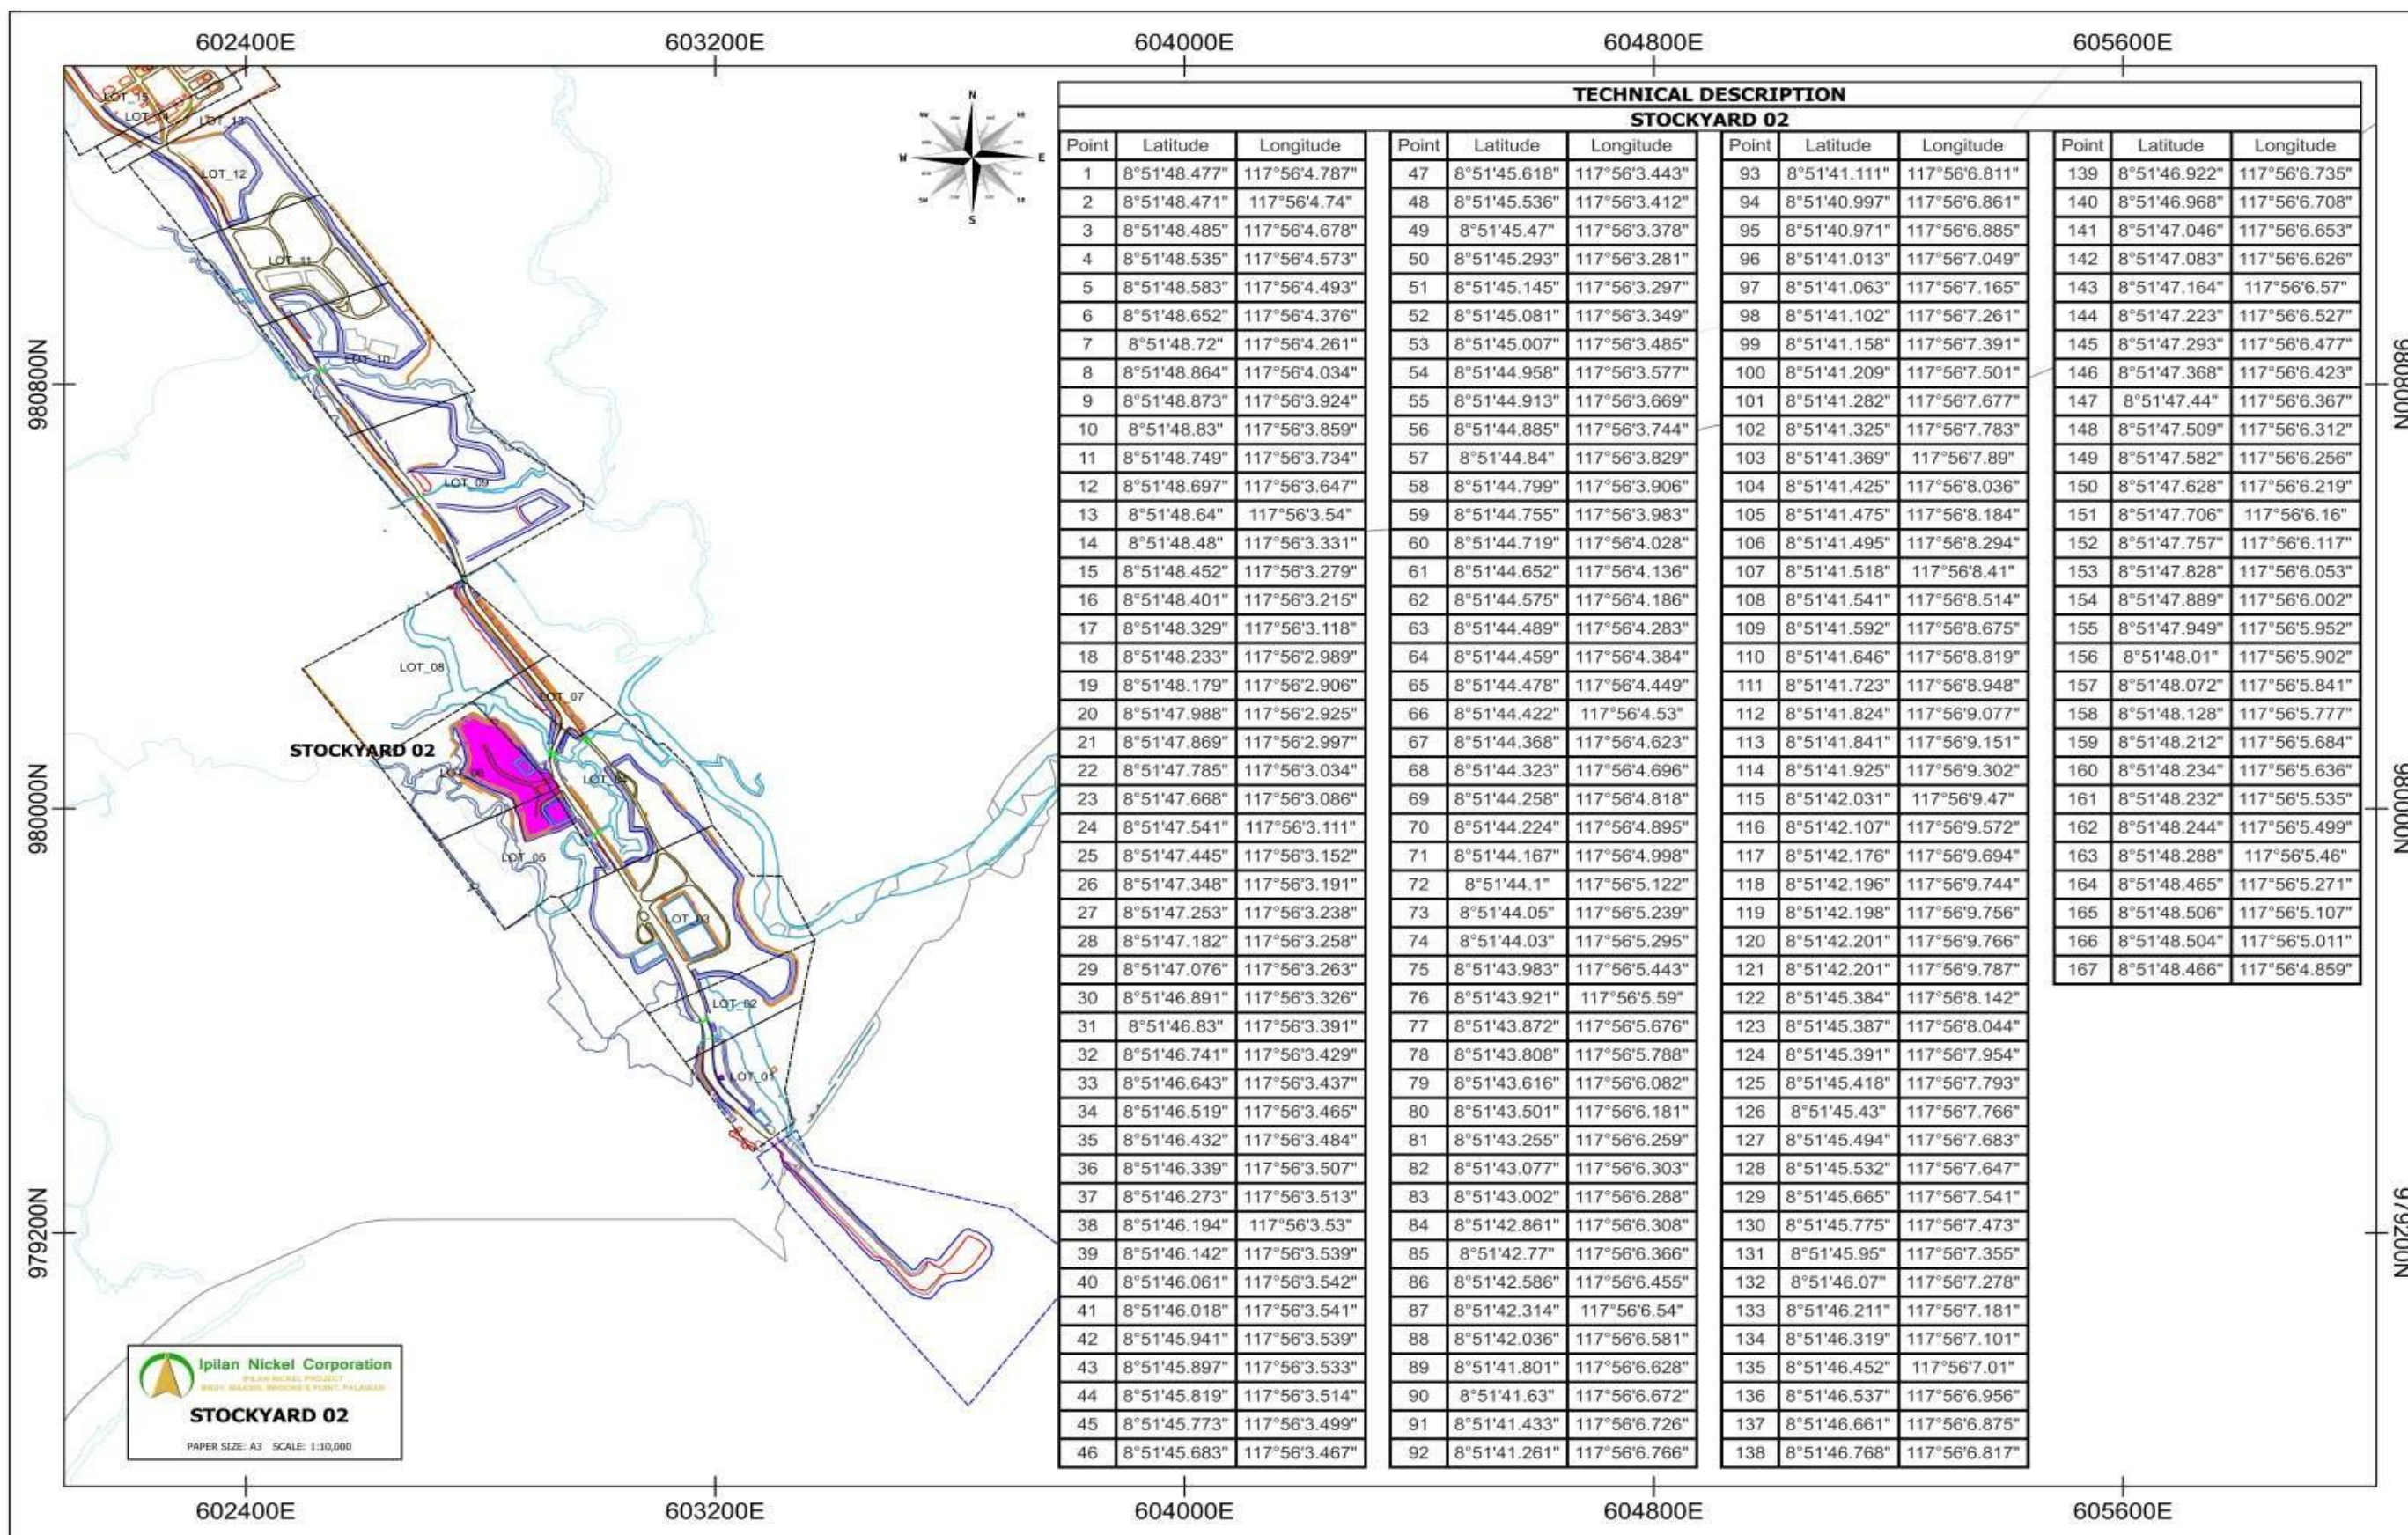 602400E 603200E 604000E 604800E 605600E
980800N
980000N
979200N
980800N
980000N
979200N
602400E 603200E 604000E 604800E 605600E
N
E
S
W
LOT_15
LOT_13
LOT_12
LOT_11
LOT_10
LOT_09
LOT_08
LOT_07
STOCKYARD 02
LOT_05
LOT_03
LOT_02
LOT_01
Ipilan Nickel Corporation
IPILAN NICKEL PROJECT
BRGY. MAASIN, BROOKE'S POINT, PALAWAN
STOCKYARD 02
PAPER SIZE: A3 SCALE: 1:10,000
TECHNICAL DESCRIPTION
STOCKYARD 02
Point Latitude Longitude
1 8°51'48.477" 117°56'4.787"
2 8°51'48.471" 117°56'4.74"
3 8°51'48.485" 117°56'4.678"
4 8°51'48.535" 117°56'4.573"
5 8°51'48.583" 117°56'4.493"
6 8°51'48.652" 117°56'4.376"
7 8°51'48.72" 117°56'4.261"
8 8°51'48.864" 117°56'4.034"
9 8°51'48.873" 117°56'3.924"
10 8°51'48.83" 117°56'3.859"
11 8°51'48.749" 117°56'3.734"
12 8°51'48.697" 117°56'3.647"
13 8°51'48.64" 117°56'3.54"
14 8°51'48.48" 117°56'3.331"
15 8°51'48.452" 117°56'3.279"
16 8°51'48.401" 117°56'3.215"
17 8°51'48.329" 117°56'3.118"
18 8°51'48.233" 117°56'2.989"
19 8°51'48.179" 117°56'2.906"
20 8°51'47.988" 117°56'2.925"
21 8°51'47.869" 117°56'2.997"
22 8°51'47.785" 117°56'3.034"
23 8°51'47.668" 117°56'3.086"
24 8°51'47.541" 117°56'3.111"
25 8°51'47.445" 117°56'3.152"
26 8°51'47.348" 117°56'3.191"
27 8°51'47.253" 117°56'3.238"
28 8°51'47.182" 117°56'3.258"
29 8°51'47.076" 117°56'3.263"
30 8°51'46.891" 117°56'3.326"
31 8°51'46.83" 117°56'3.391"
32 8°51'46.741" 117°56'3.429"
33 8°51'46.643" 117°56'3.437"
34 8°51'46.519" 117°56'3.465"
35 8°51'46.432" 117°56'3.484"
36 8°51'46.339" 117°56'3.507"
37 8°51'46.273" 117°56'3.513"
38 8°51'46.194" 117°56'3.53"
39 8°51'46.142" 117°56'3.539"
40 8°51'46.061" 117°56'3.542"
41 8°51'46.018" 117°56'3.541"
42 8°51'45.941" 117°56'3.539"
43 8°51'45.897" 117°56'3.533"
44 8°51'45.819" 117°56'3.514"
45 8°51'45.773" 117°56'3.499"
46 8°51'45.683" 117°56'3.467"
Point Latitude Longitude
47 8°51'45.618" 117°56'3.443"
48 8°51'45.536" 117°56'3.412"
49 8°51'45.47" 117°56'3.378"
50 8°51'45.293" 117°56'3.281"
51 8°51'45.145" 117°56'3.297"
52 8°51'45.081" 117°56'3.349"
53 8°51'45.007" 117°56'3.485"
54 8°51'44.958" 117°56'3.577"
55 8°51'44.913" 117°56'3.669"
56 8°51'44.885" 117°56'3.744"
57 8°51'44.84" 117°56'3.829"
58 8°51'44.799" 117°56'3.906"
59 8°51'44.755" 117°56'3.983"
60 8°51'44.719" 117°56'4.028"
61 8°51'44.652" 117°56'4.136"
62 8°51'44.575" 117°56'4.186"
63 8°51'44.489" 117°56'4.283"
64 8°51'44.459" 117°56'4.384"
65 8°51'44.478" 117°56'4.449"
66 8°51'44.422" 117°56'4.53"
67 8°51'44.368" 117°56'4.623"
68 8°51'44.323" 117°56'4.696"
69 8°51'44.258" 117°56'4.818"
70 8°51'44.224" 117°56'4.895"
71 8°51'44.167" 117°56'4.998"
72 8°51'44.1" 117°56'5.122"
73 8°51'44.05" 117°56'5.239"
74 8°51'44.03" 117°56'5.295"
75 8°51'43.983" 117°56'5.443"
76 8°51'43.921" 117°56'5.59"
77 8°51'43.872" 117°56'5.676"
78 8°51'43.808" 117°56'5.788"
79 8°51'43.616" 117°56'6.082"
80 8°51'43.501" 117°56'6.181"
81 8°51'43.255" 117°56'6.259"
82 8°51'43.077" 117°56'6.303"
83 8°51'43.002" 117°56'6.288"
84 8°51'42.861" 117°56'6.308"
85 8°51'42.77" 117°56'6.366"
86 8°51'42.586" 117°56'6.455"
87 8°51'42.314" 117°56'6.54"
88 8°51'42.036" 117°56'6.581"
89 8°51'41.801" 117°56'6.628"
90 8°51'41.63" 117°56'6.672"
91 8°51'41.433" 117°56'6.726"
92 8°51'41.261" 117°56'6.766"
Point Latitude Longitude
93 8°51'41.111" 117°56'6.811"
94 8°51'40.997" 117°56'6.861"
95 8°51'40.971" 117°56'6.885"
96 8°51'41.013" 117°56'7.049"
97 8°51'41.063" 117°56'7.165"
98 8°51'41.102" 117°56'7.261"
99 8°51'41.158" 117°56'7.391"
100 8°51'41.209" 117°56'7.501"
101 8°51'41.282" 117°56'7.677"
102 8°51'41.325" 117°56'7.783"
103 8°51'41.369" 117°56'7.89"
104 8°51'41.425" 117°56'8.036"
105 8°51'41.475" 117°56'8.184"
106 8°51'41.495" 117°56'8.294"
107 8°51'41.518" 117°56'8.41"
108 8°51'41.541" 117°56'8.514"
109 8°51'41.592" 117°56'8.675"
110 8°51'41.646" 117°56'8.819"
111 8°51'41.723" 117°56'8.948"
112 8°51'41.824" 117°56'9.077"
113 8°51'41.841" 117°56'9.151"
114 8°51'41.925" 117°56'9.302"
115 8°51'42.031" 117°56'9.47"
116 8°51'42.107" 117°56'9.572"
117 8°51'42.176" 117°56'9.694"
118 8°51'42.196" 117°56'9.744"
119 8°51'42.198" 117°56'9.756"
120 8°51'42.201" 117°56'9.766"
121 8°51'42.201" 117°56'9.787"
122 8°51'45.384" 117°56'8.142"
123 8°51'45.387" 117°56'8.044"
124 8°51'45.391" 117°56'7.954"
125 8°51'45.418" 117°56'7.793"
126 8°51'45.43" 117°56'7.766"
127 8°51'45.494" 117°56'7.683"
128 8°51'45.532" 117°56'7.647"
129 8°51'45.665" 117°56'7.541"
130 8°51'45.775" 117°56'7.473"
131 8°51'45.95" 117°56'7.355"
132 8°51'46.07" 117°56'7.278"
133 8°51'46.211" 117°56'7.181"
134 8°51'46.319" 117°56'7.101"
135 8°51'46.452" 117°56'7.01"
136 8°51'46.537" 117°56'6.956"
137 8°51'46.661" 117°56'6.875"
138 8°51'46.768" 117°56'6.817"
Point Latitude Longitude
139 8°51'46.922" 117°56'6.735"
140 8°51'46.968" 117°56'6.708"
141 8°51'47.046" 117°56'6.653"
142 8°51'47.083" 117°56'6.626"
143 8°51'47.164" 117°56'6.57"
144 8°51'47.223" 117°56'6.527"
145 8°51'47.293" 117°56'6.477"
146 8°51'47.368" 117°56'6.423"
147 8°51'47.44" 117°56'6.367"
148 8°51'47.509" 117°56'6.312"
149 8°51'47.582" 117°56'6.256"
150 8°51'47.628" 117°56'6.219"
151 8°51'47.706" 117°56'6.16"
152 8°51'47.757" 117°56'6.117"
153 8°51'47.828" 117°56'6.053"
154 8°51'47.889" 117°56'6.002"
155 8°51'47.949" 117°56'5.952"
156 8°51'48.01" 117°56'5.902"
157 8°51'48.072" 117°56'5.841"
158 8°51'48.128" 117°56'5.777"
159 8°51'48.212" 117°56'5.684"
160 8°51'48.234" 117°56'5.636"
161 8°51'48.232" 117°56'5.535"
162 8°51'48.244" 117°56'5.499"
163 8°51'48.288" 117°56'5.46"
164 8°51'48.465" 117°56'5.271"
165 8°51'48.506" 117°56'5.107"
166 8°51'48.504" 117°56'5.011"
167 8°51'48.466" 117°56'4.859"